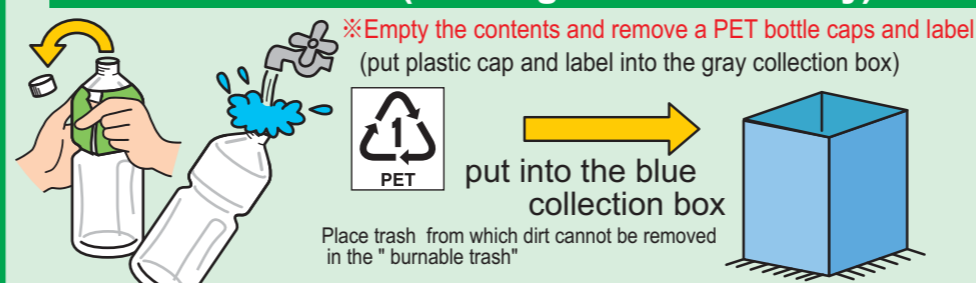 ※Empty the contents and remove a PET bottle caps and label
(put plastic cap and label into the gray collection box)
1
PET
put into the blue
collection box
Place trash from which dirt cannot be removed
in the " burnable trash"